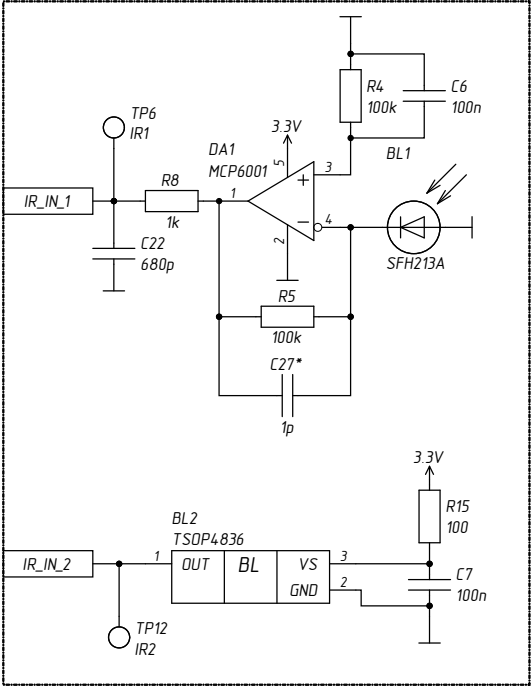 R4
100k
C6
100n
TP6
IR1
3.3V
DA1
MCP6001
5
+
3
BL1
IR_IN_1
R8
1k
1
−
4
2
C22
680p
SFH213A
R5
100k
C27*
1p
3.3V
R15
100
BL2
TSOP4836
IR_IN_2
1
OUT
BL
VS
3
GND
2
C7
100n
TP12
IR2